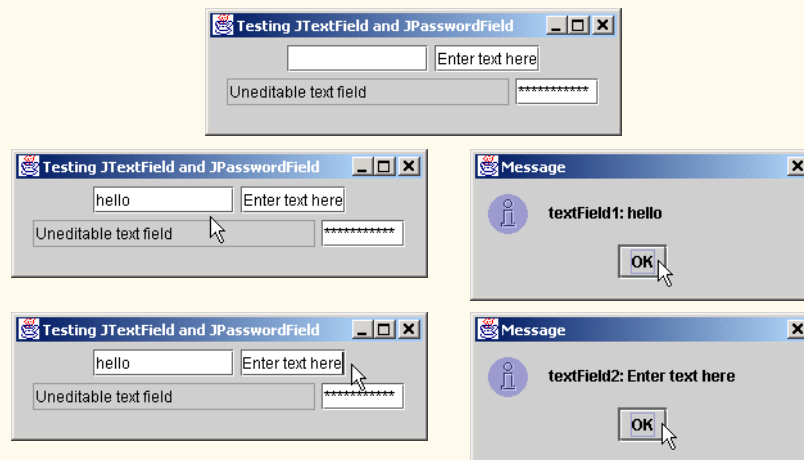 Testing JTextField and JPasswordField
Enter text here
Uneditable text field ***********
Testing JTextField and JPasswordField
hello Enter text here
Uneditable text field ***********
Message
textField1: hello
OK
Testing JTextField and JPasswordField
hello Enter text here
Uneditable text field ***********
Message
textField2: Enter text here
OK